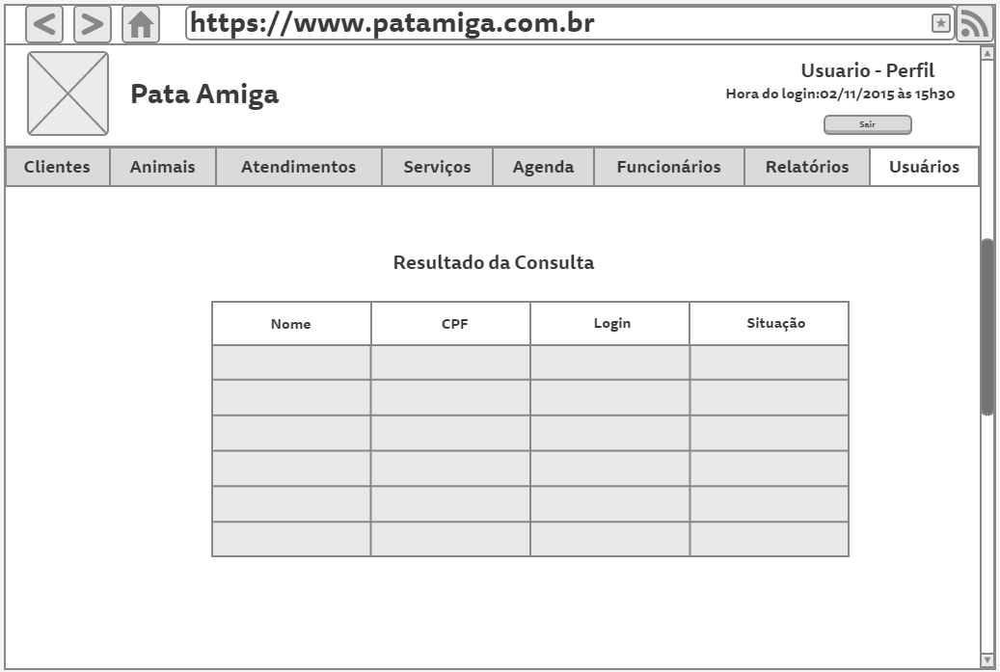 https://www.patamiga.com.br
Usuario - Perfil
Pata Amiga
Hora do login:02/11/2015 às 15h30
Sair
Clientes Animais Atendimentos Serviços Agenda Funcionários Relatórios Usuários
Resultado da Consulta
Nome CPF Login Situação